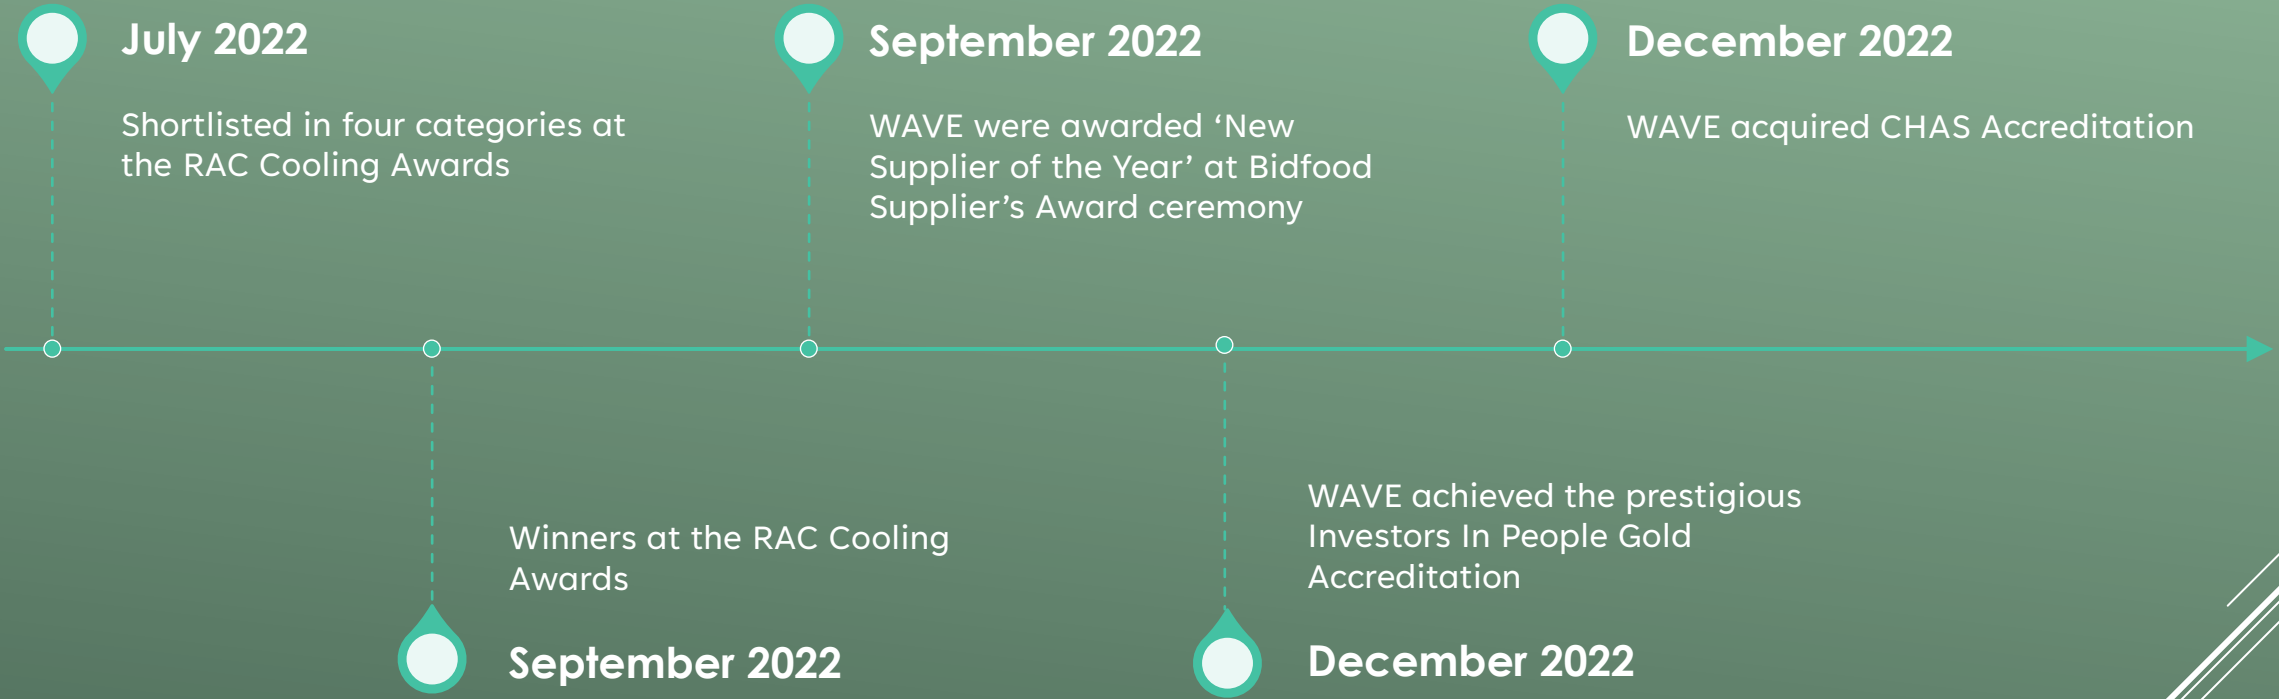 July 2022
Shortlisted in four categories at
the RAC Cooling Awards
Winners at the RAC Cooling
Awards
September 2022
September 2022
WAVE were awarded ‘New
Supplier of the Year’ at Bidfood
Supplier’s Award ceremony
WAVE achieved the prestigious
Investors In People Gold
Accreditation
December 2022
December 2022
WAVE acquired CHAS Accreditation